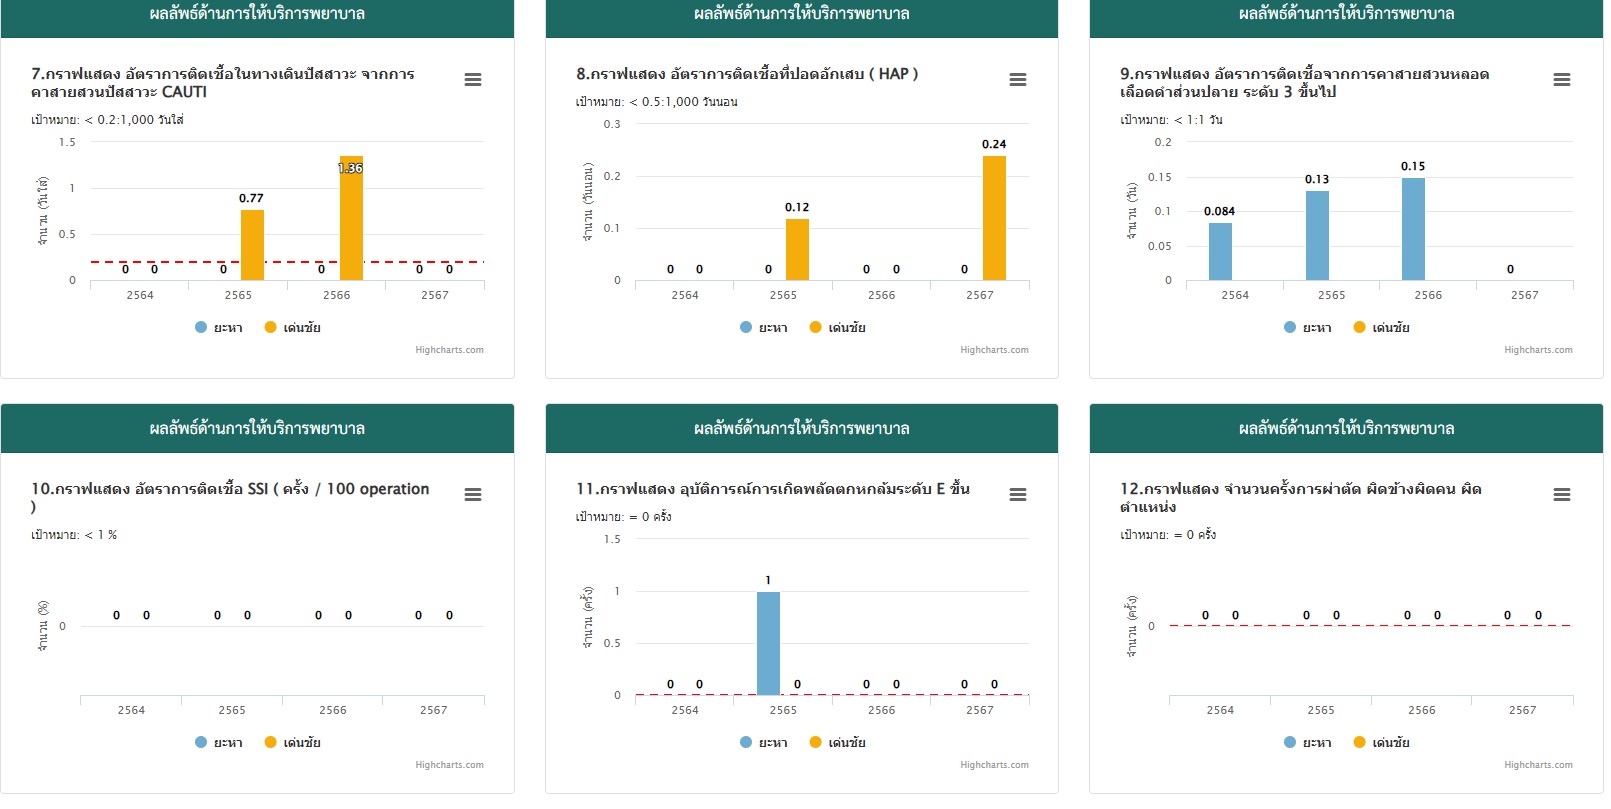 ผลลัพธ์ด้านการให้บริการพยาบาล
7.กราฟแสดง อัตราการติดเชื้อในทางเดินปัสสาวะ จากการ
คาสายสวนปัสสาวะ CAUTI
เป้าหมาย: < 0.2:1,000 วันใส่
จำนวน (วันใส่)
1.5
1
0.5
0
0 0 0 0.77 0 1.36 0 0
2564 2565 2566 2567
ยะหา เด่นชัย
Highcharts.com
ผลลัพธ์ด้านการให้บริการพยาบาล
8.กราฟแสดง อัตราการติดเชื้อที่ปอดอักเสบ ( HAP )
เป้าหมาย: < 0.5:1,000 วันนอน
จำนวน (วันนอน)
0.3
0.2
0.1
0
0 0 0 0.12 0 0 0 0.24
2564 2565 2566 2567
ยะหา เด่นชัย
Highcharts.com
ผลลัพธ์ด้านการให้บริการพยาบาล
9.กราฟแสดง อัตราการติดเชื้อจากการคาสายสวนหลอด
เลือดดำส่วนปลาย ระดับ 3 ขึ้นไป
เป้าหมาย: < 1:1 วัน
จำนวน (วัน)
0.2
0.15
0.1
0.05
0
0.084 0.13 0.15 0
2564 2565 2566 2567
ยะหา เด่นชัย
Highcharts.com
ผลลัพธ์ด้านการให้บริการพยาบาล
10.กราฟแสดง อัตราการติดเชื้อ SSI ( ครั้ง / 100 operation
)
เป้าหมาย: < 1 %
จำนวน (%)
0
0 0 0 0 0 0 0 0
2564 2565 2566 2567
ยะหา เด่นชัย
Highcharts.com
ผลลัพธ์ด้านการให้บริการพยาบาล
11.กราฟแสดง อุบัติการณ์การเกิดพลัดตกหกล้มระดับ E ขึ้น
เป้าหมาย: = 0 ครั้ง
จำนวน (ครั้ง)
1.5
1
0.5
0
0 0 1 0 0 0 0 0
2564 2565 2566 2567
ยะหา เด่นชัย
Highcharts.com
ผลลัพธ์ด้านการให้บริการพยาบาล
12.กราฟแสดง จำนวนครั้งการผ่าตัด ผิดข้างผิดคน ผิด
ตำแหน่ง
เป้าหมาย: = 0 ครั้ง
จำนวน (ครั้ง)
0
0 0 0 0 0 0 0 0
2564 2565 2566 2567
ยะหา เด่นชัย
Highcharts.com